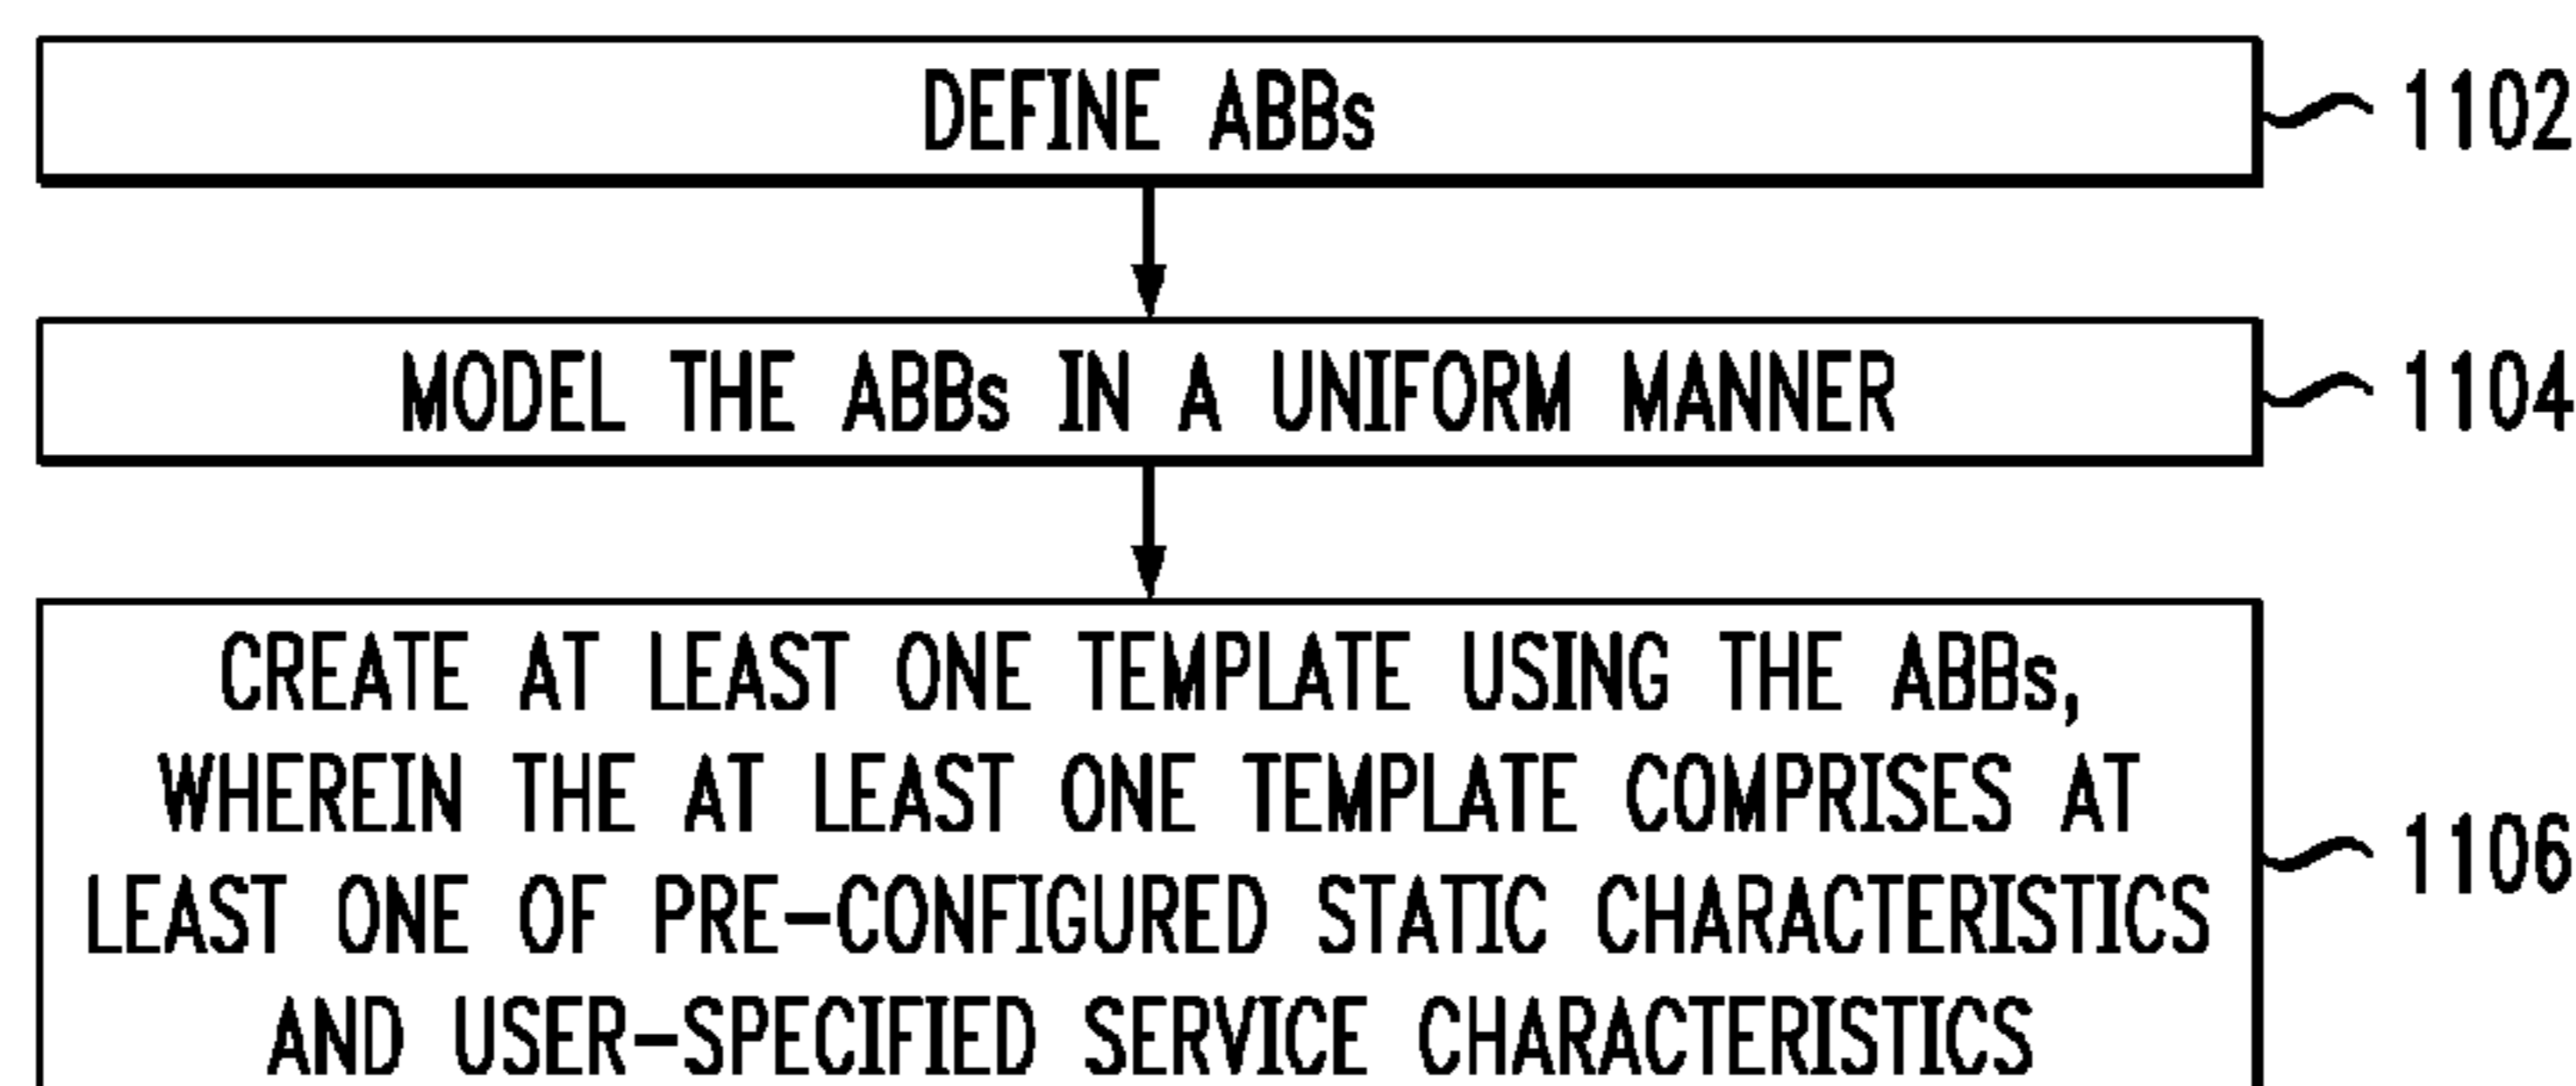 DEFINE ABBs
1102
MODEL THE ABBs IN A UNIFORM MANNER
1104
CREATE AT LEAST ONE TEMPLATE USING THE ABBs,
WHEREIN THE AT LEAST ONE TEMPLATE COMPRISES AT
LEAST ONE OF PRE-CONFIGURED STATIC CHARACTERISTICS
AND USER-SPECIFIED SERVICE CHARACTERISTICS
1106